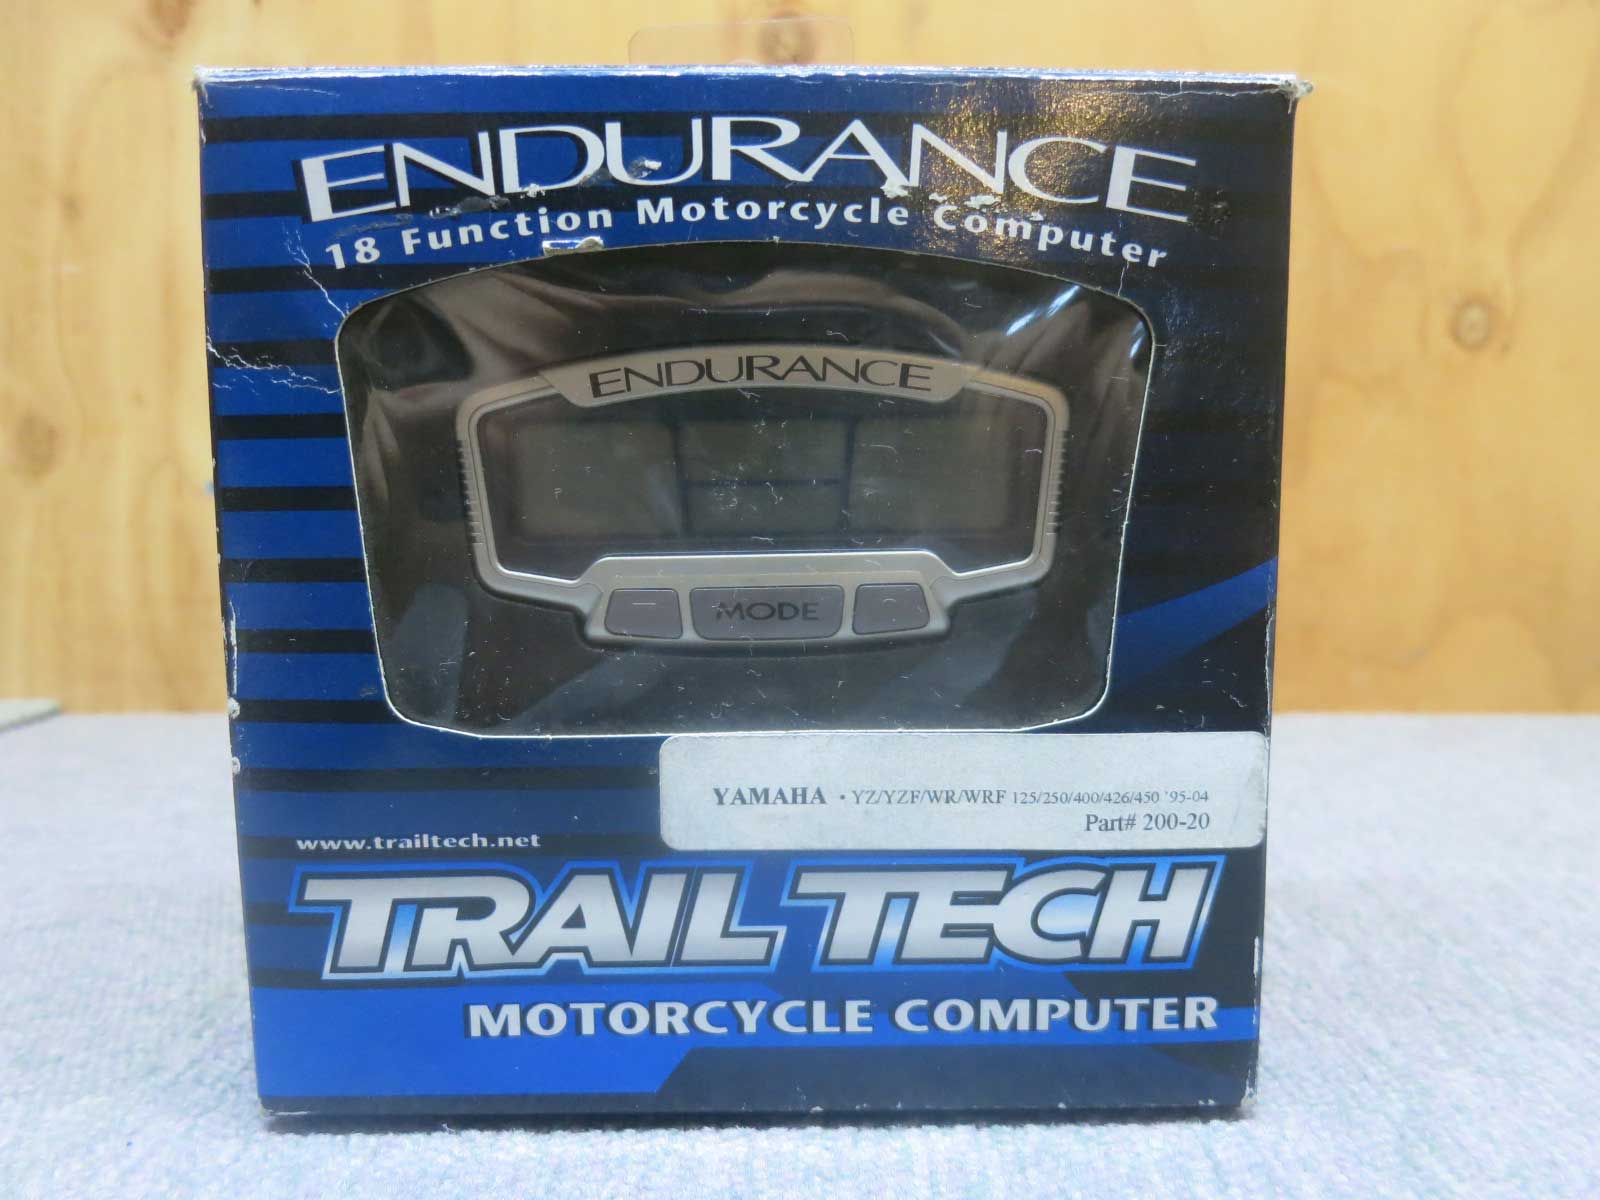 ENDURANCE
18 Function Motorcycle Computer
ENDURANCE
MODE
YAMAHA • YZ/YZF/WR/WRF 125/250/400/426/450 '95-04
Part# 200-20
www.trailtech.net
TRAIL TECH
MOTORCYCLE COMPUTER